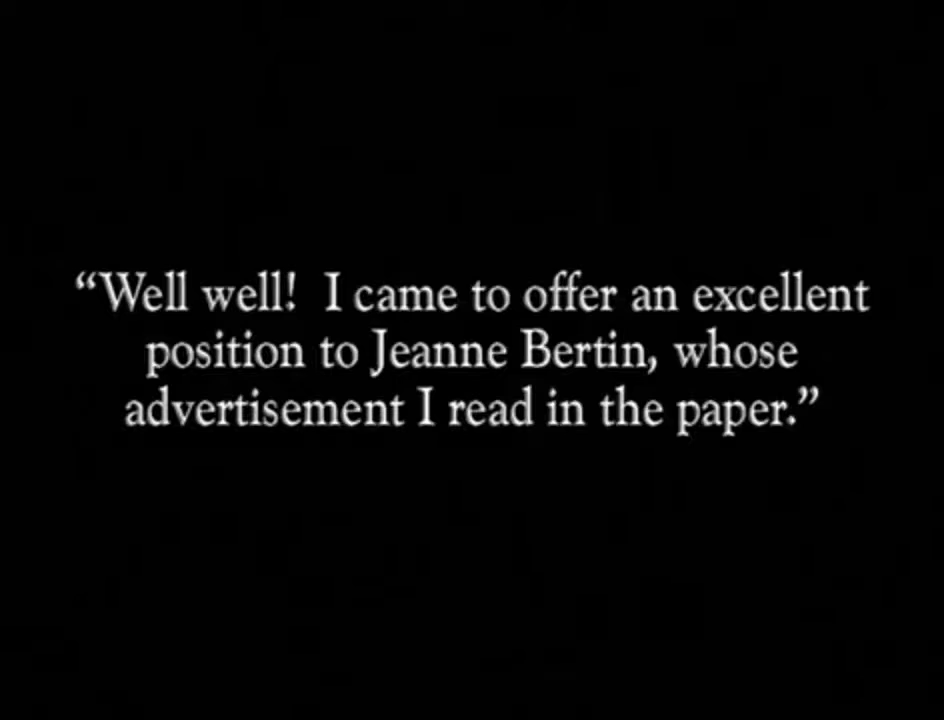 “Well well!  I came to offer an excellent
position to Jeanne Bertin, whose
advertisement I read in the paper.”